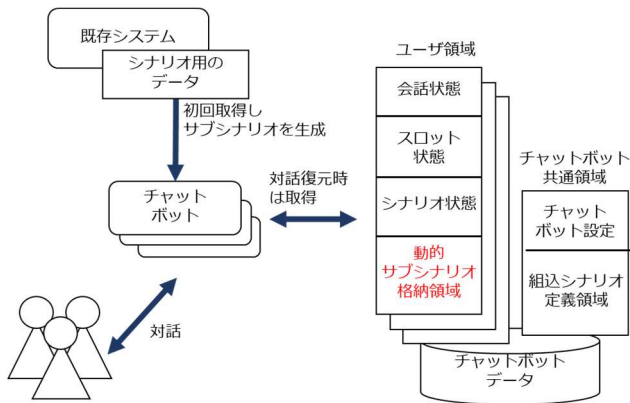 既存システム
シナリオ用の
データ
初回取得し
サブシナリオを生成
チャット
ボット
対話復元時
は取得
対話
ユーザ領域
会話状態
スロット
状態
シナリオ状態
動的
サブシナリオ
格納領域
チャットボット
共通領域
チャット
ボット設定
組込シナリオ
定義領域
チャットボット
データ